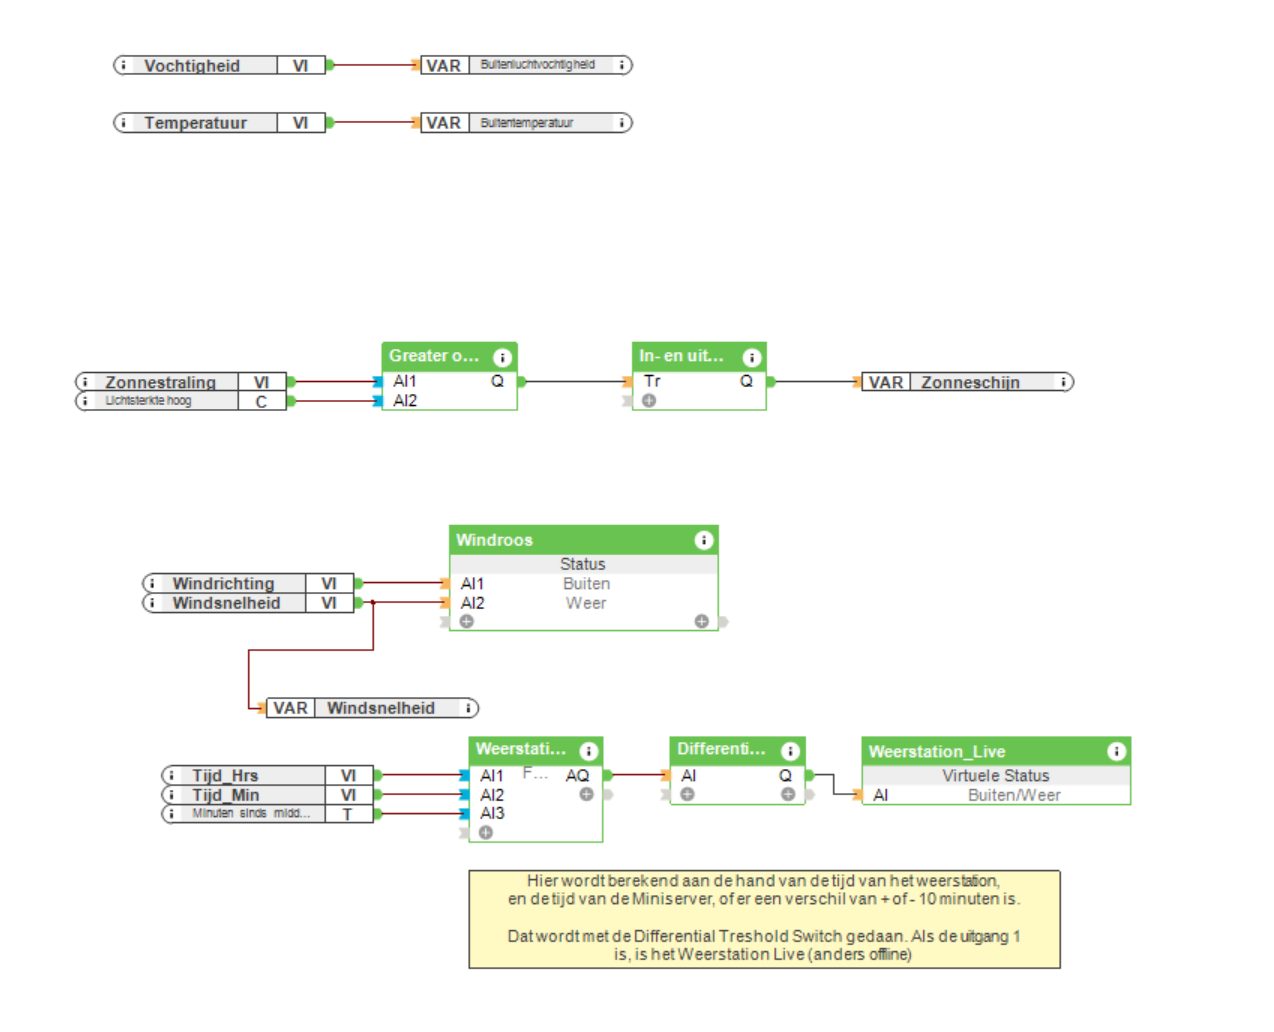 Vochtigheid VI VAR Buitenluchtvochtigheid
Temperatuur VI VAR Buitentemperatuur
Greater o...
In- en uit...
Zonnestraling VI AI1 Q Tr Q VAR Zonneschijn
Lichtsterkte hoog C AI2
Windroos
Status
Windrichting VI AI1 Buiten
Windsnelheid VI AI2 Weer
VAR Windsnelheid
Weerstati...
Differenti...
Weerstation_Live
Tijd_Hrs VI AI1 F... AQ AI Q Virtuele Status
Tijd_Min VI AI2 AI Buiten/Weer
Minuten sinds midd... T AI3
Hier wordt berekend aan de hand van de tijd van het weerstation,
en de tijd van de Miniserver, of er een verschil van + of - 10 minuten is.
Dat wordt met de Differential Treshold Switch gedaan. Als de uitgang 1
is, is het Weerstation Live (anders offline)